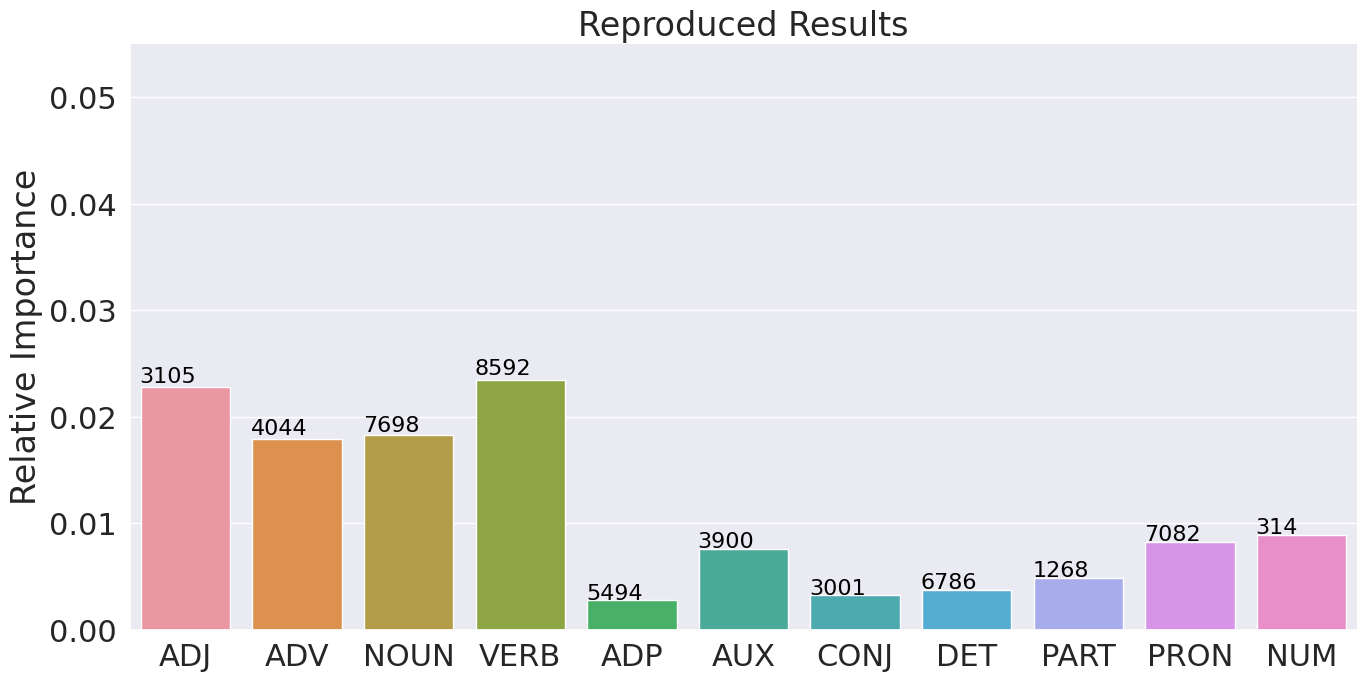 Reproduced Results
Relative Importance
0.05
0.04
0.03
0.02
0.01
0.00
3105
4044
7698
8592
5494
3900
3001
6786
1268
7082
314
ADJ
ADV
NOUN
VERB
ADP
AUX
CONJ
DET
PART
PRON
NUM